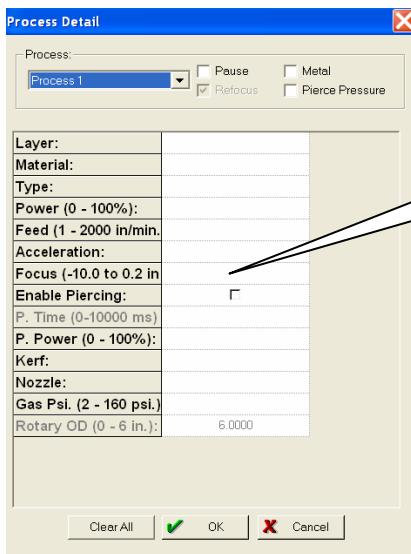 Process Detail
Process:
Process 1
Pause
Metal
Refocus
Pierce Pressure
Layer:
Material:
Type:
Power (0 - 100%):
Feed (1 - 2000 in/min.
Acceleration:
Focus (-10.0 to 0.2 in
Enable Piercing:
P. Time (0-10000 ms)
P. Power (0 - 100%):
Kerf:
Nozzle:
Gas Psi. (2 - 160 psi.)
Rotary OD (0 - 6 in.): 6.0000
Clear All OK Cancel